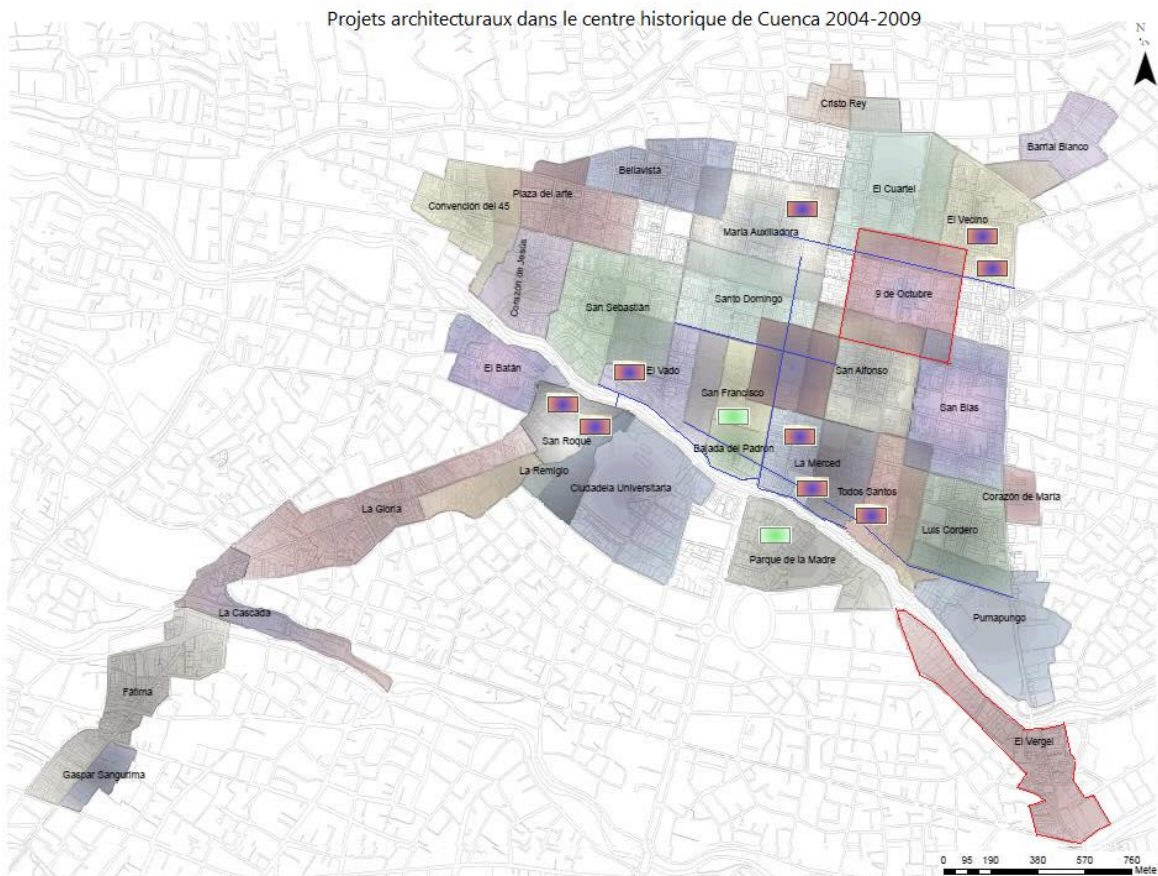 Projets architecturaux dans le centre historique de Cuenca 2004-2009
N
Cristo Rey
Barrial Blanco
Bellavista
Plaza del arte
El Cuartel
Convención del 45
El Vecino
María Auxiliadora
Corazón de Jesús
9 de Octubre
Santo Domingo
San Sebastián
El Batán
El Vado
San Alfonso
San Francisco
San Blas
San Roque
Bajada del Padrón
La Merced
La Remigio
Ciudadela Universitaria
Todos Santos
Corazón de María
La Gloria
Luis Cordero
Parque de la Madre
La Cascada
Pumapungo
Fátima
El Vergel
Gaspar Sangurima
0 95 190 380 570 760
Mete